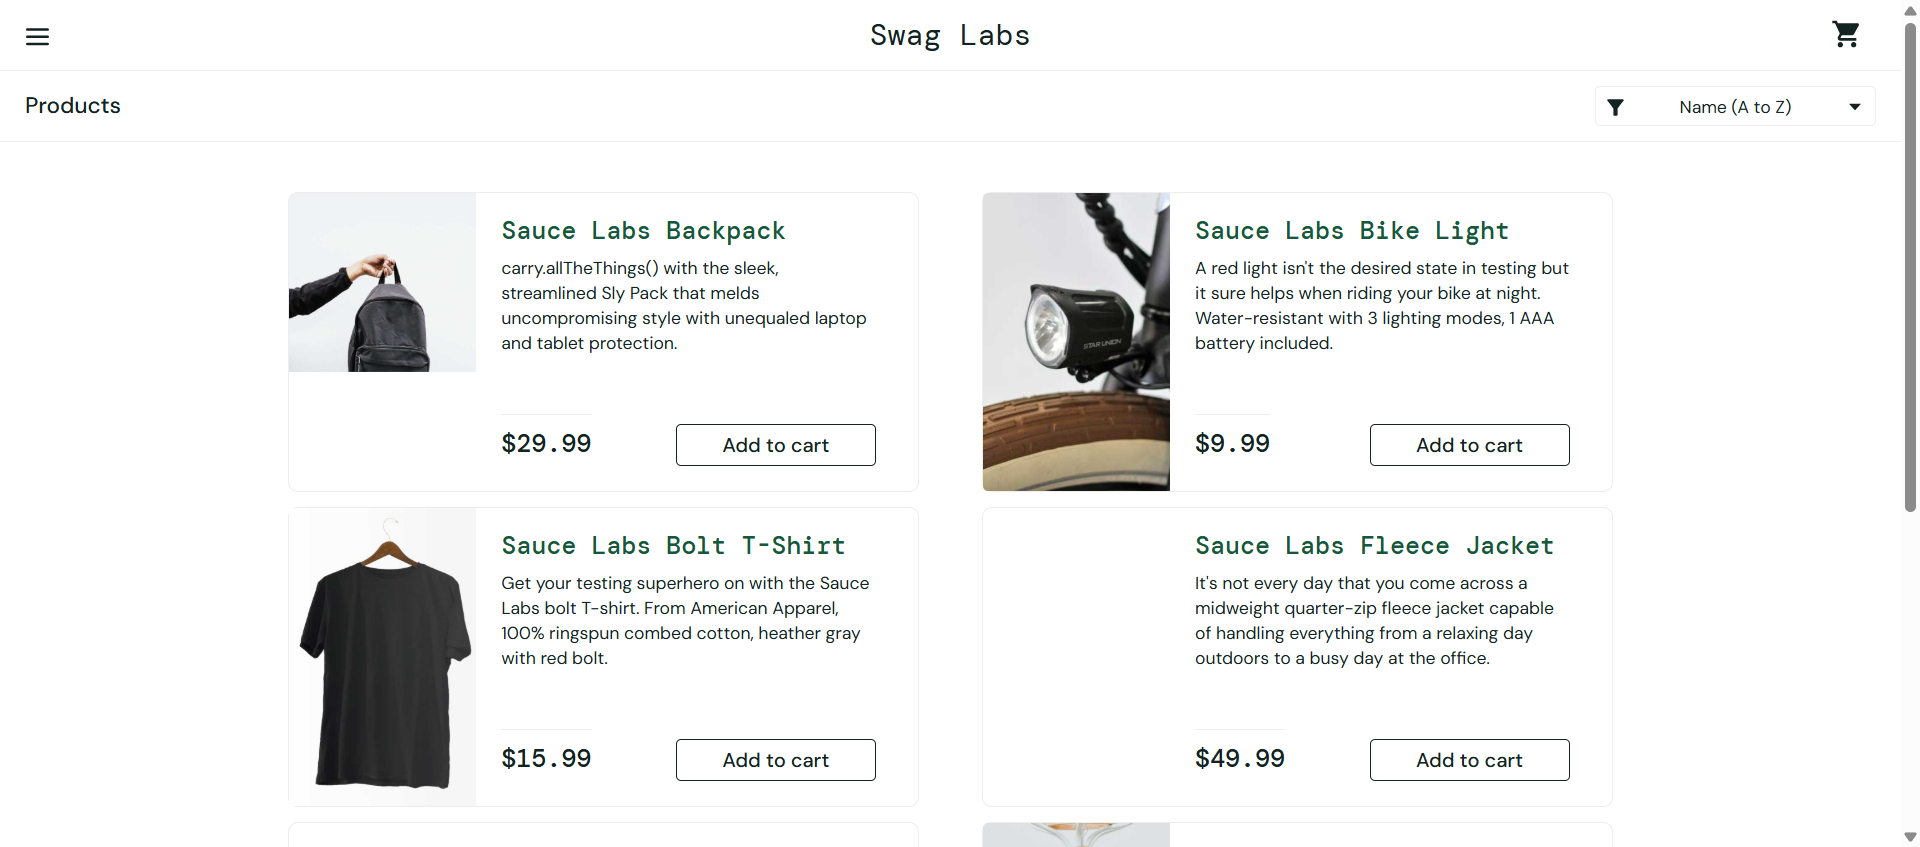 Swag Labs
Products
Name (A to Z)
Sauce Labs Backpack
carry.allTheThings() with the sleek,
streamlined Sly Pack that melds
uncompromising style with unequaled laptop
and tablet protection.
$29.99
Add to cart
Sauce Labs Bike Light
A red light isn't the desired state in testing but
it sure helps when riding your bike at night.
Water-resistant with 3 lighting modes, 1 AAA
battery included.
STAR UNION
$9.99
Add to cart
Sauce Labs Bolt T-Shirt
Get your testing superhero on with the Sauce
Labs bolt T-shirt. From American Apparel,
100% ringspun combed cotton, heather gray
with red bolt.
$15.99
Add to cart
Sauce Labs Fleece Jacket
It's not every day that you come across a
midweight quarter-zip fleece jacket capable
of handling everything from a relaxing day
outdoors to a busy day at the office.
$49.99
Add to cart